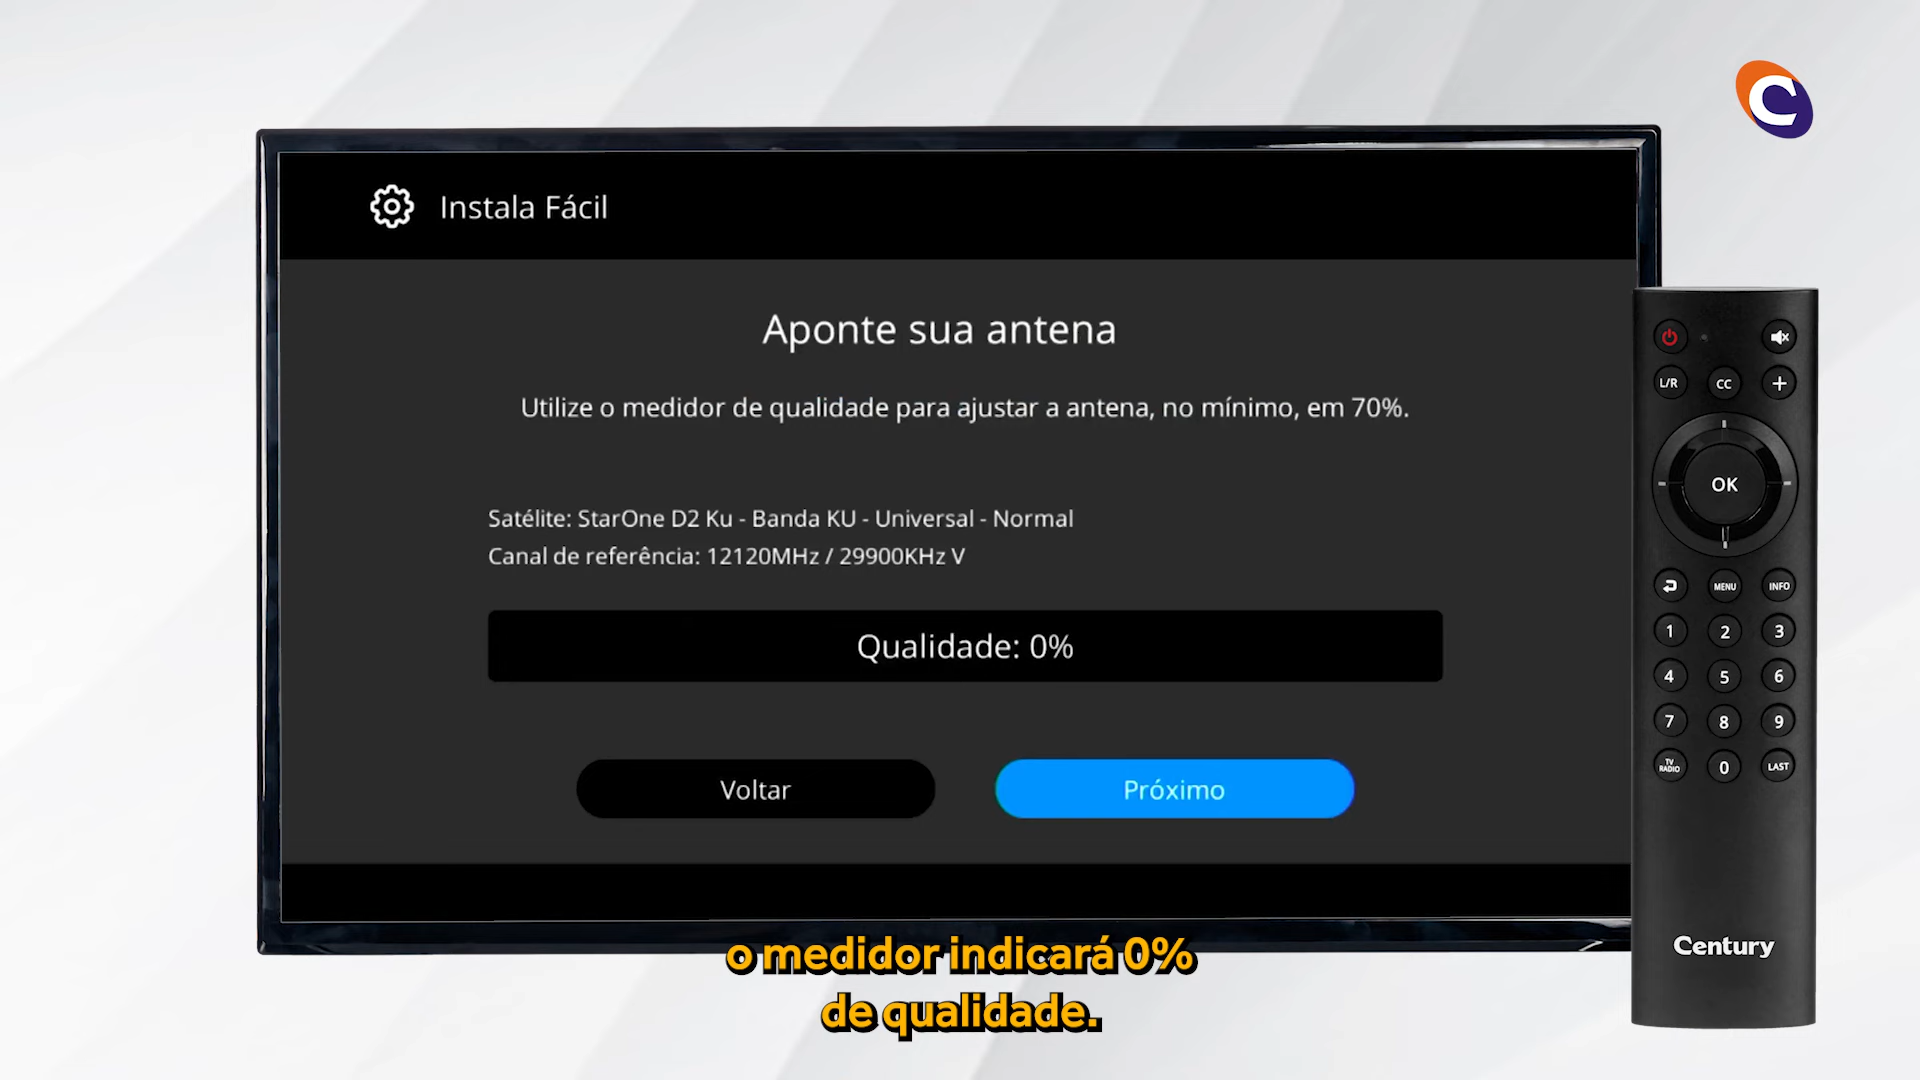 C
Instala Fácil
Aponte sua antena
Utilize o medidor de qualidade para ajustar a antena, no mínimo, em 70%.
Satélite: StarOne D2 Ku - Banda KU - Universal - Normal
Canal de referência: 12120MHz / 29900KHz V
Qualidade: 0%
Voltar
Próximo
L/R CC +
OK
MENU INFO
1 2 3
4 5 6
7 8 9
TV RADIO 0 LAST
Century
o medidor indicará 0%
de qualidade.